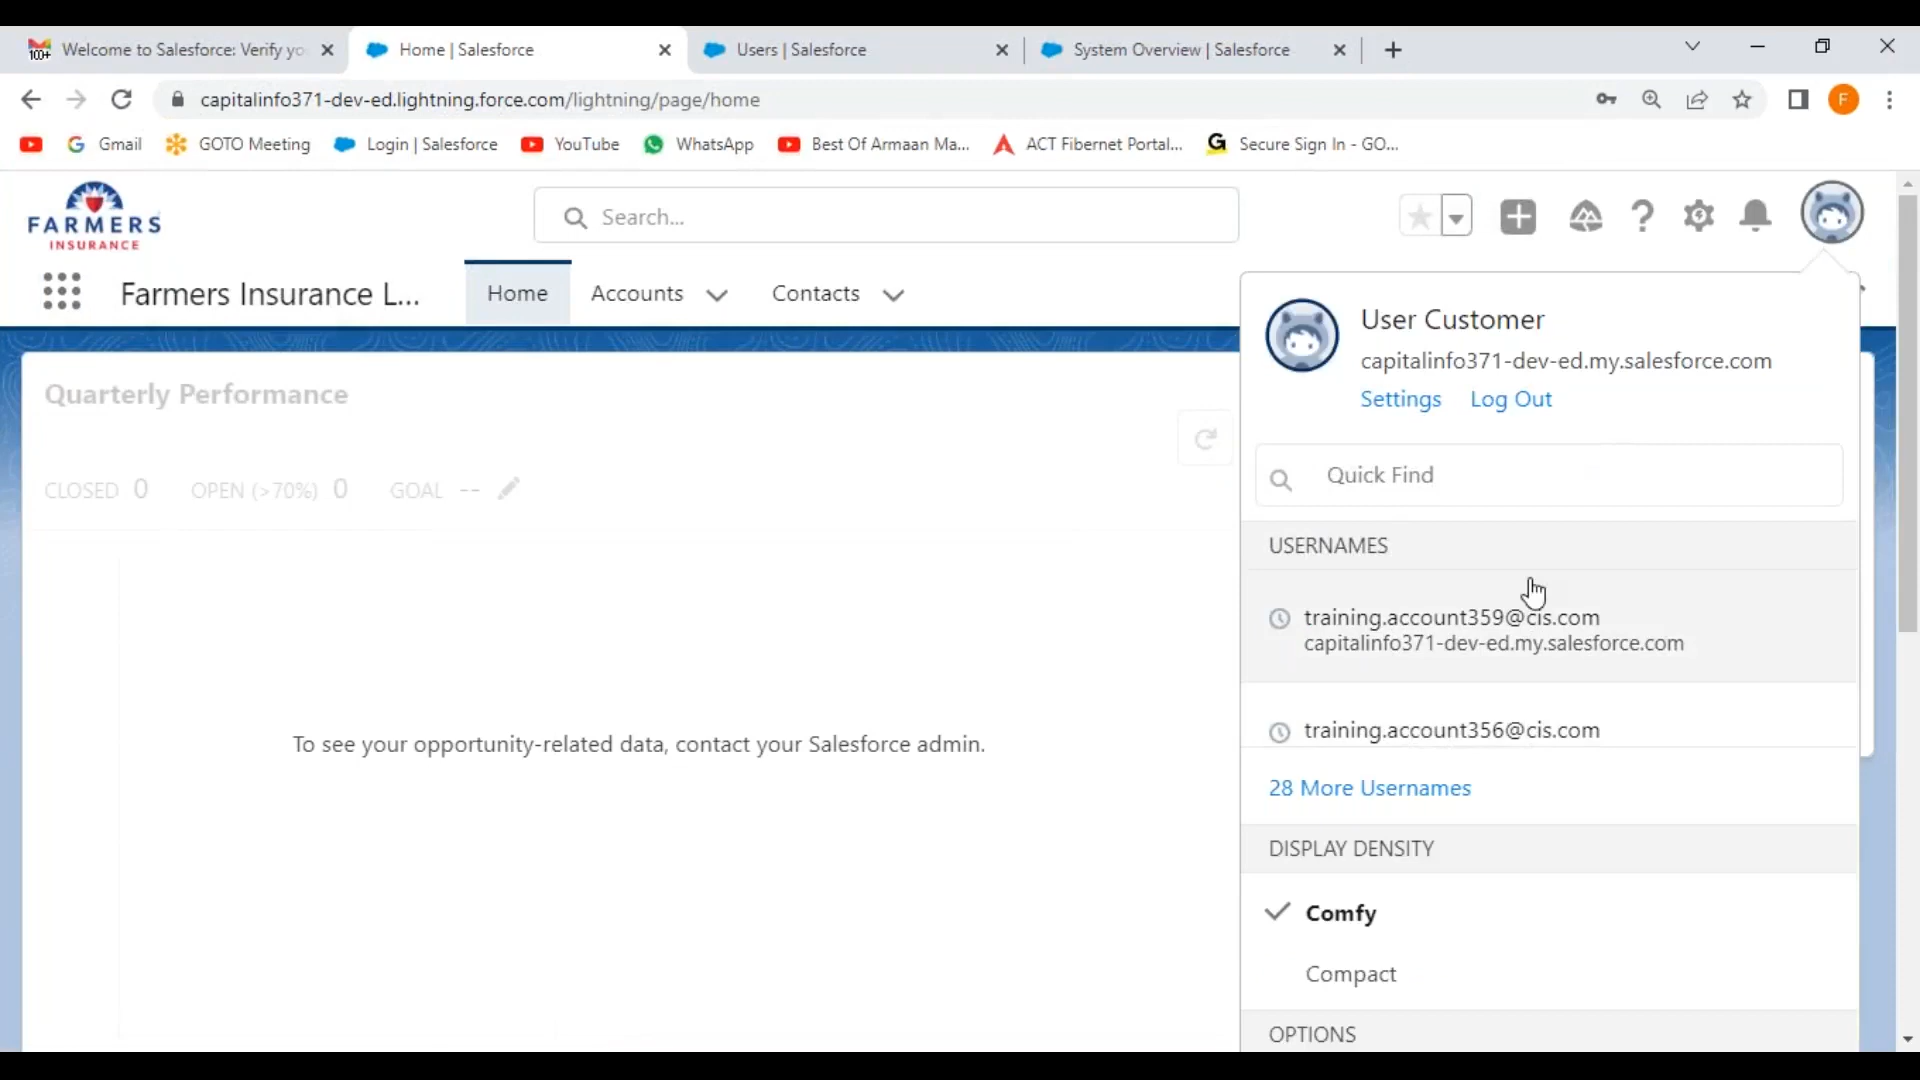 100+ Welcome to Salesforce: Verify yo
Home | Salesforce
Users | Salesforce
System Overview | Salesforce
capitalinfo371-dev-ed.lightning.force.com/lightning/page/home
F
Gmail
GOTO Meeting
Login | Salesforce
YouTube
WhatsApp
Best Of Armaan Ma...
ACT Fibernet Portal...
Secure Sign In - GO...
FARMERS
INSURANCE
Search...
Farmers Insurance L...
Home
Accounts
Contacts
User Customer
capitalinfo371-dev-ed.my.salesforce.com
Settings
Log Out
Quarterly Performance
CLOSED 0
OPEN (>70%) 0
GOAL --
Quick Find
USERNAMES
training.account359@cis.com
capitalinfo371-dev-ed.my.salesforce.com
training.account356@cis.com
To see your opportunity-related data, contact your Salesforce admin.
28 More Usernames
DISPLAY DENSITY
Comfy
Compact
OPTIONS